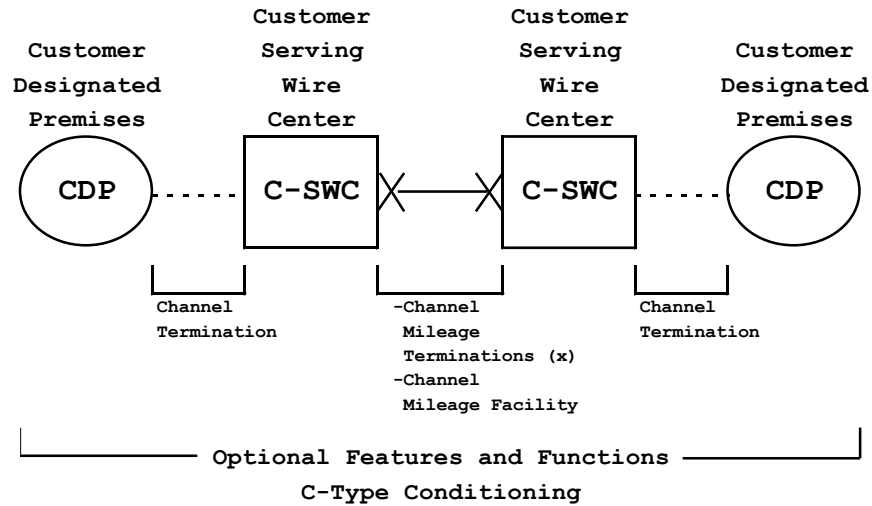 Customer
Designated
Premises
Customer
Serving
Wire
Center
Customer
Serving
Wire
Center
Customer
Designated
Premises
CDP
C-SWC
C-SWC
CDP
Channel
Termination
-Channel
Mileage
Terminations (x)
-Channel
Mileage Facility
Channel
Termination
Optional Features and Functions
C-Type Conditioning